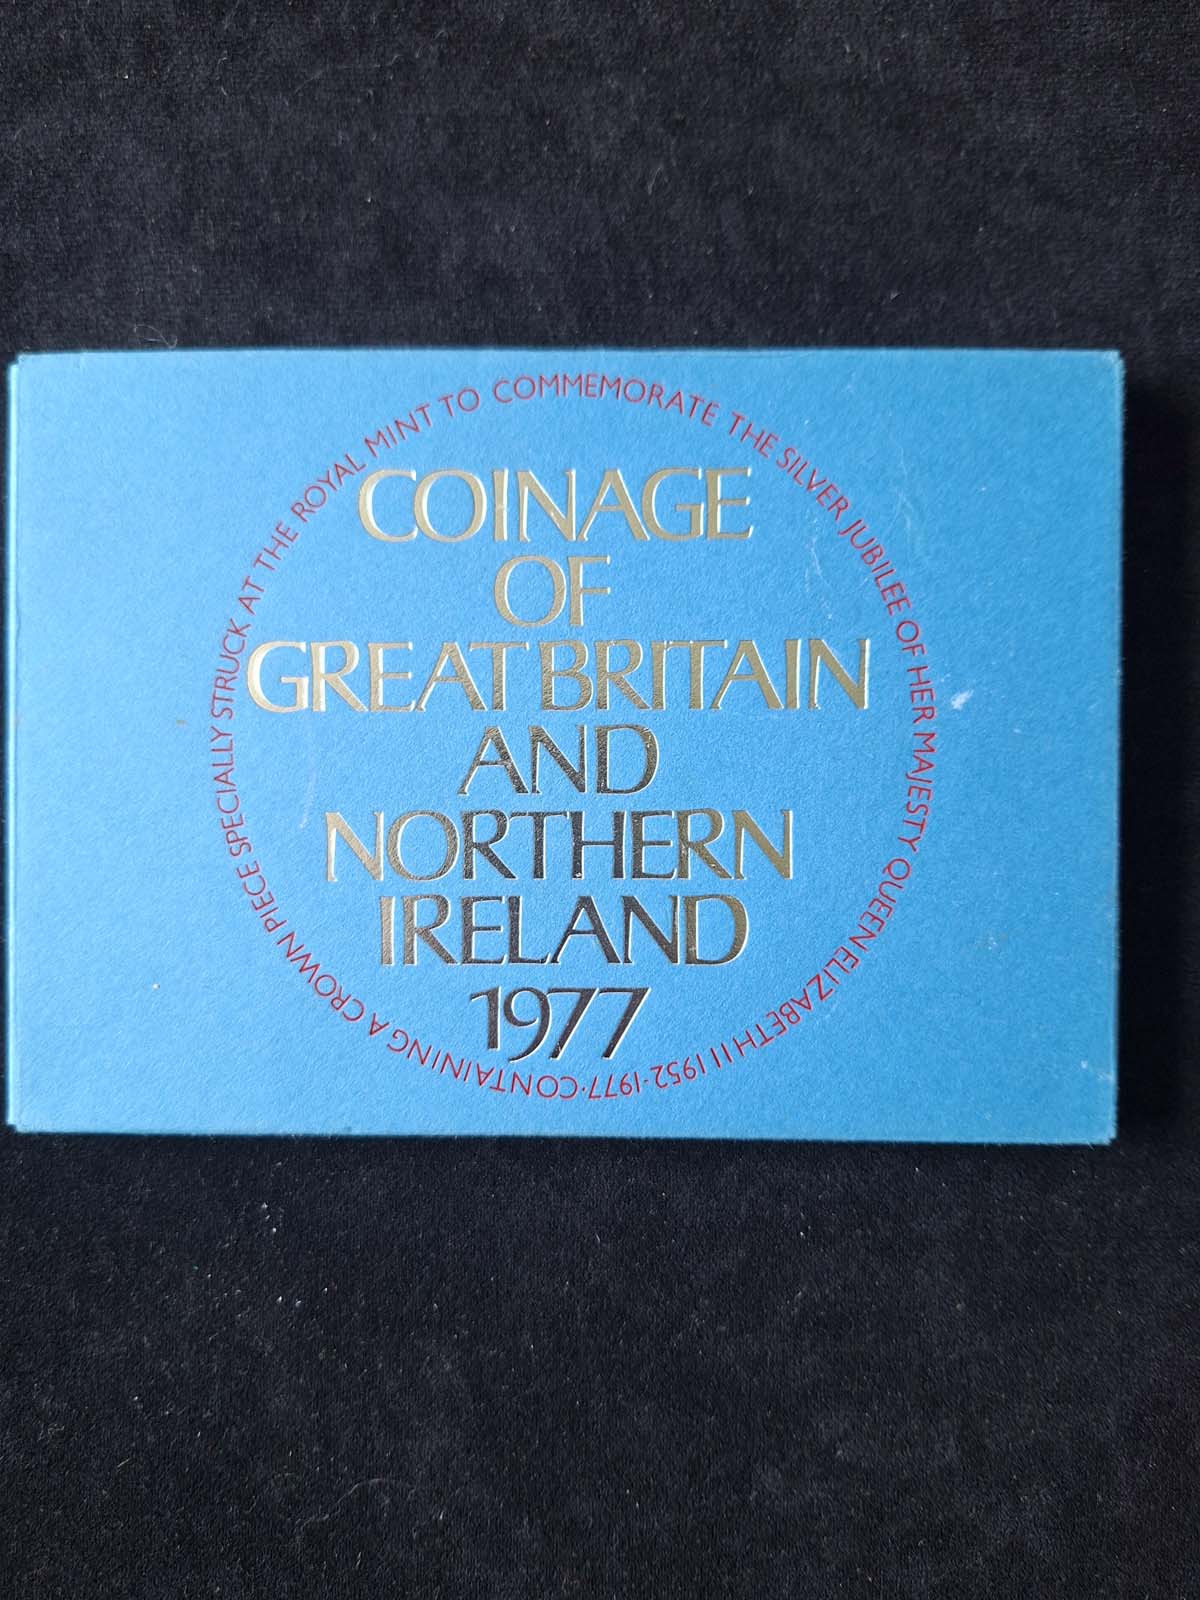 COINAGE
OF
GREAT BRITAIN
AND
NORTHERN
IRELAND
1977
CONTAINING A CROWN PIECE SPECIALLY STRUCK AT THE ROYAL MINT TO COMMEMORATE THE SILVER JUBILEE OF HER MAJESTY QUEEN ELIZABETH II 1952-1977·